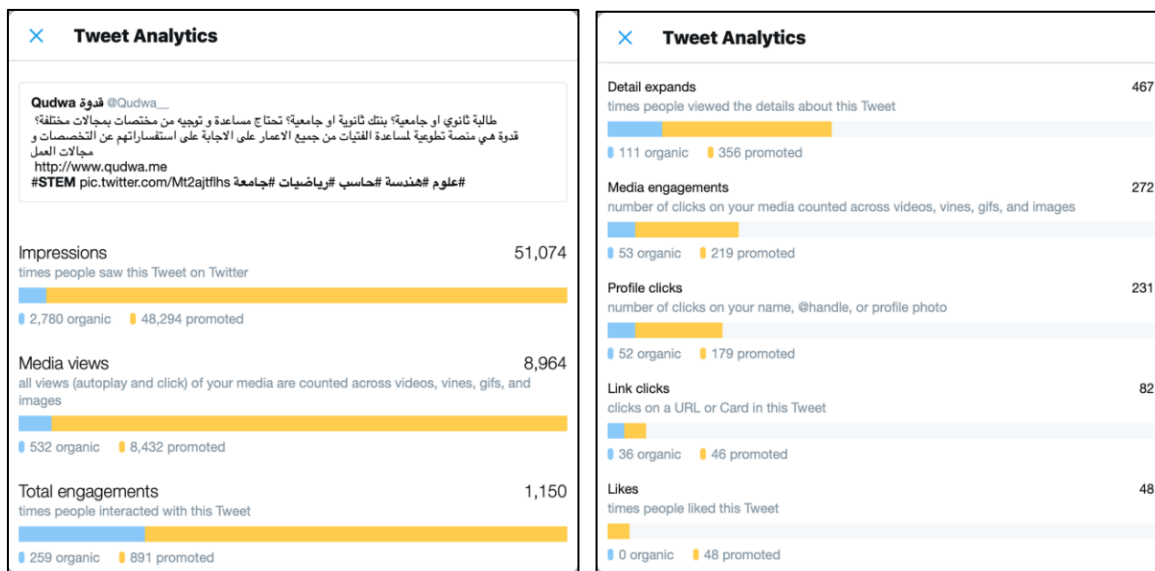 Tweet Analytics
Qudwa قدوة @Qudwa__
طالبة ثانوي او جامعية؟ بنتك ثانوية او جامعية؟ تحتاج مساعدة و توجيه من مختصات بمجالات مختلفة؟
قدوة هي منصة تطوعية لمساعدة الفتيات من جميع الاعمار على الاجابة على استفساراتهم عن التخصصات و
مجالات العمل
http://www.qudwa.me
#علوم #هندسة #حاسب #رياضيات #جامعة #STEM pic.twitter.com/Mt2ajtflhs
Impressions 51,074
times people saw this Tweet on Twitter
2,780 organic 48,294 promoted
Media views 8,964
all views (autoplay and click) of your media are counted across videos, vines, gifs, and
images
532 organic 8,432 promoted
Total engagements 1,150
times people interacted with this Tweet
259 organic 891 promoted
Tweet Analytics
Detail expands 467
times people viewed the details about this Tweet
111 organic 356 promoted
Media engagements 272
number of clicks on your media counted across videos, vines, gifs, and images
53 organic 219 promoted
Profile clicks 231
number of clicks on your name, @handle, or profile photo
52 organic 179 promoted
Link clicks 82
clicks on a URL or Card in this Tweet
36 organic 46 promoted
Likes 48
times people liked this Tweet
0 organic 48 promoted